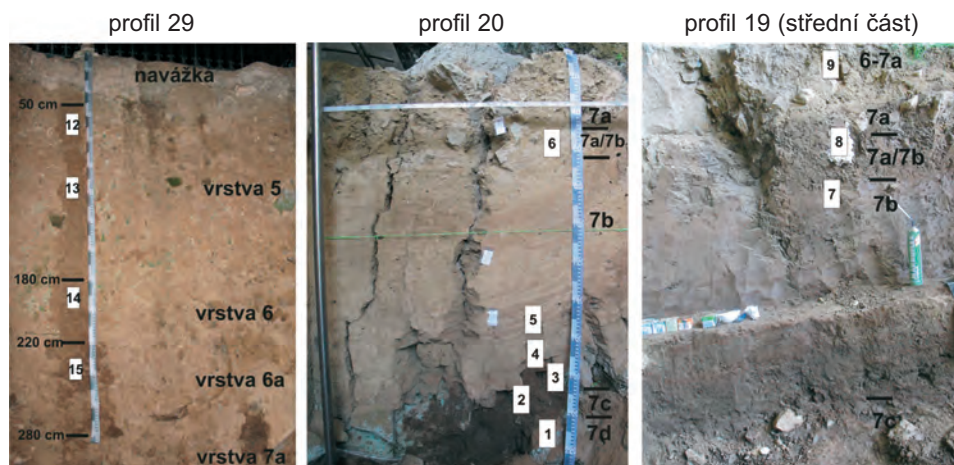 profil 29
navážka
50 cm
12
13
vrstva 5
180 cm
14
vrstva 6
220 cm
15
vrstva 6a
280 cm
vrstva 7a
profil 20
7a
6
7a/7b
7b
5
4
3
2
7c
1
7d
profil 19 (střední část)
9
6-7a
7a
8
7a/7b
7
7b
7c